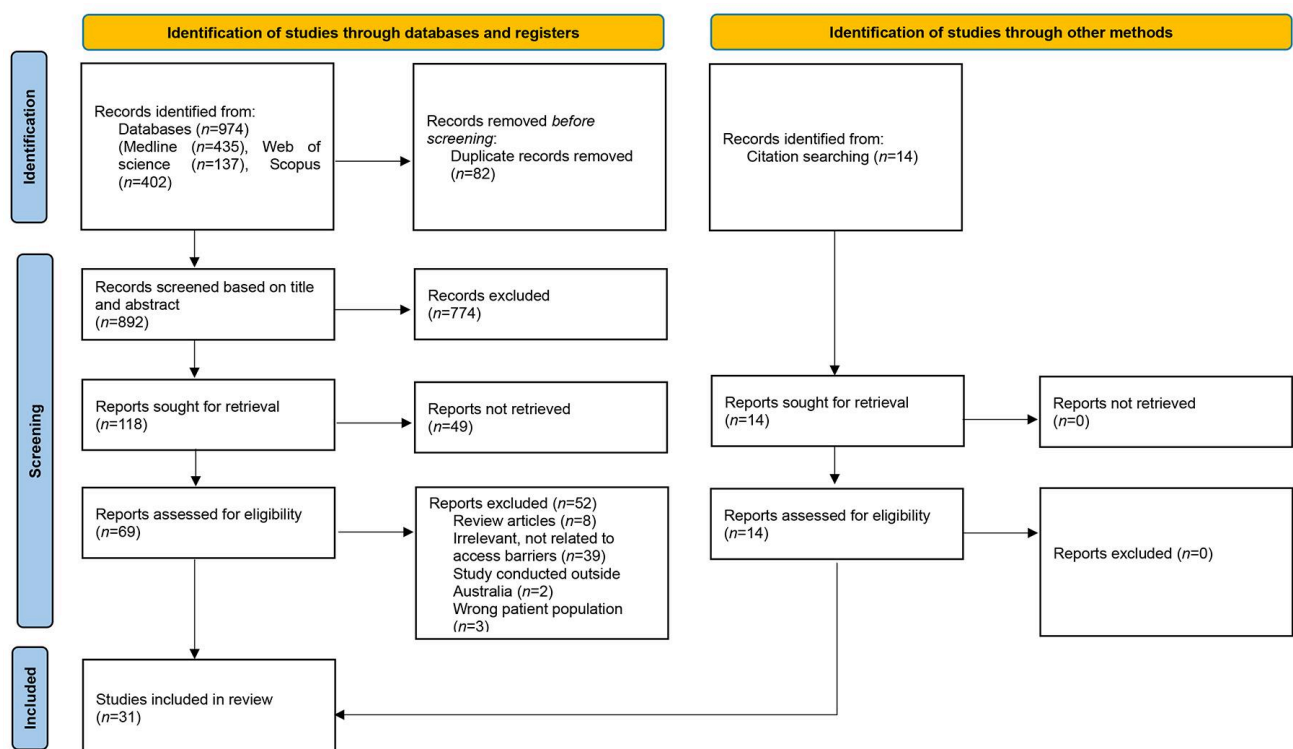 Identification of studies through databases and registers
Identification of studies through other methods
Identification
Records identified from:
Databases (n=974)
(Medline (n=435), Web of
science (n=137), Scopus
(n=402)
Records removed before
screening:
Duplicate records removed
(n=82)
Records identified from:
Citation searching (n=14)
Screening
Records screened based on title
and abstract
(n=892)
Records excluded
(n=774)
Reports sought for retrieval
(n=118)
Reports not retrieved
(n=49)
Reports sought for retrieval
(n=14)
Reports not retrieved
(n=0)
Reports assessed for eligibility
(n=69)
Reports excluded (n=52)
Review articles (n=8)
Irrelevant, not related to
access barriers (n=39)
Study conducted outside
Australia (n=2)
Wrong patient population
(n=3)
Reports assessed for eligibility
(n=14)
Reports excluded (n=0)
Included
Studies included in review
(n=31)